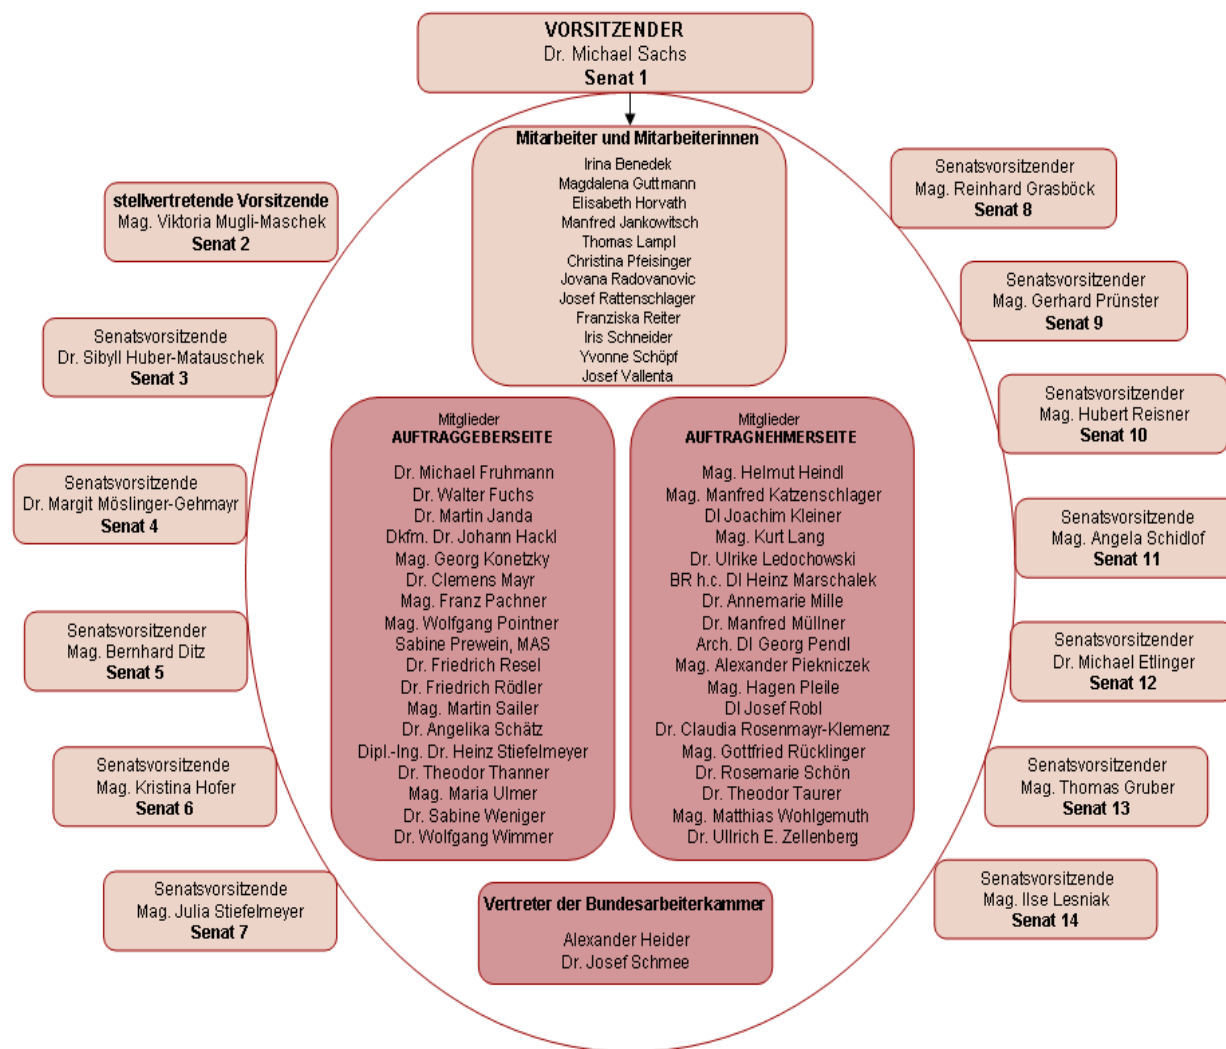 VORSITZENDER
Dr. Michael Sachs
Senat 1
Mitarbeiter und Mitarbeiterinnen
Irina Benedek
Magdalena Guttmann
Elisabeth Horvath
Manfred Jankowitsch
Thomas Lampl
Christina Pfeisinger
Jovana Radovanovic
Josef Rattenschlager
Franziska Reiter
Iris Schneider
Yvonne Schöpf
Josef Vallenta
stellvertretende Vorsitzende
Mag. Viktoria Mugli-Maschek
Senat 2
Senatsvorsitzende
Dr. Sibyll Huber-Matauschek
Senat 3
Senatsvorsitzende
Dr. Margit Möslinger-Gehmayr
Senat 4
Senatsvorsitzender
Mag. Bernhard Ditz
Senat 5
Senatsvorsitzende
Mag. Kristina Hofer
Senat 6
Senatsvorsitzende
Mag. Julia Stiefelmeyer
Senat 7
Senatsvorsitzender
Mag. Reinhard Grasböck
Senat 8
Senatsvorsitzender
Mag. Gerhard Prünster
Senat 9
Senatsvorsitzender
Mag. Hubert Reisner
Senat 10
Senatsvorsitzende
Mag. Angela Schidlof
Senat 11
Senatsvorsitzender
Dr. Michael Etlinger
Senat 12
Senatsvorsitzender
Mag. Thomas Gruber
Senat 13
Senatsvorsitzende
Mag. Ilse Lesniak
Senat 14
Mitglieder
AUFTRAGGEBERSEITE
Dr. Michael Fruhmann
Dr. Walter Fuchs
Dr. Martin Janda
Dkfm. Dr. Johann Hackl
Mag. Georg Konetzky
Dr. Clemens Mayr
Mag. Franz Pachner
Mag. Wolfgang Pointner
Sabine Prewein, MAS
Dr. Friedrich Resel
Dr. Friedrich Rödler
Mag. Martin Sailer
Dr. Angelika Schätz
Dipl.-Ing. Dr. Heinz Stiefelmeyer
Dr. Theodor Thanner
Mag. Maria Ulmer
Dr. Sabine Weniger
Dr. Wolfgang Wimmer
Mitglieder
AUFTRAGNEHMERSEITE
Mag. Helmut Heindl
Mag. Manfred Katzenschlager
DI Joachim Kleiner
Mag. Kurt Lang
Dr. Ulrike Ledochowski
BR h.c. DI Heinz Marschalek
Dr. Annemarie Mille
Dr. Manfred Müllner
Arch. DI Georg Pendl
Mag. Alexander Piekniczek
Mag. Hagen Pleile
DI Josef Robl
Dr. Claudia Rosenmayr-Klemenz
Mag. Gottfried Rücklinger
Dr. Rosemarie Schön
Dr. Theodor Taurer
Mag. Matthias Wohlgemuth
Dr. Ullrich E. Zellenberg
Vertreter der Bundesarbeiterkammer
Alexander Heider
Dr. Josef Schmee